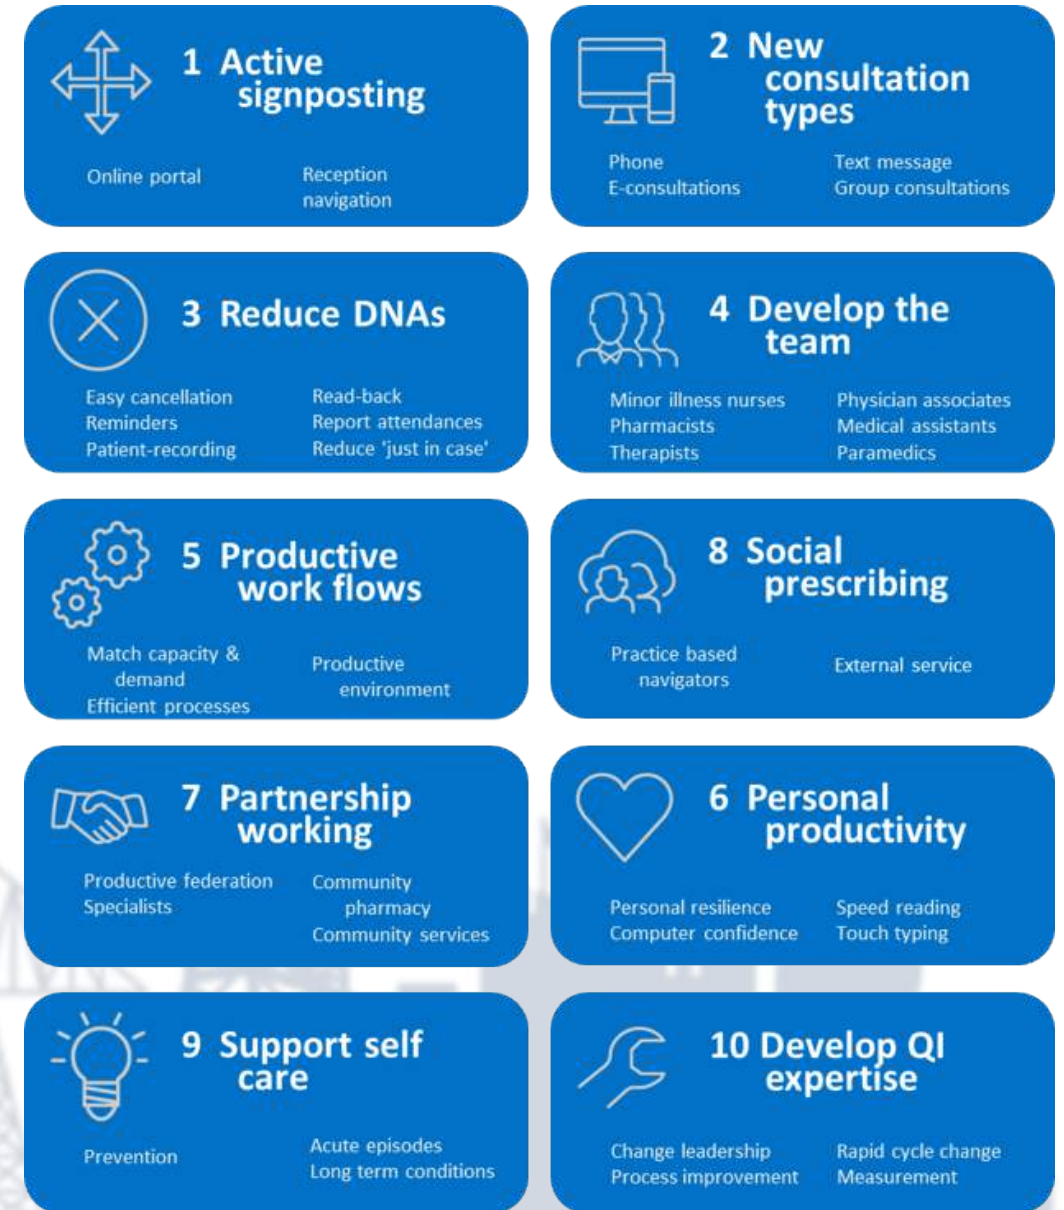 1 Active
signposting
Online portal
Reception
navigation
2 New
consultation
types
Phone
E-consultations
Text message
Group consultations
3 Reduce DNAs
Easy cancellation
Reminders
Patient-recording
Read-back
Report attendances
Reduce 'just in case'
4 Develop the
team
Minor illness nurses
Pharmacists
Therapists
Physician associates
Medical assistants
Paramedics
5 Productive
work flows
Match capacity &
demand
Efficient processes
Productive
environment
8 Social
prescribing
Practice based
navigators
External service
7 Partnership
working
Productive federation
Specialists
Community
pharmacy
Community services
6 Personal
productivity
Personal resilience
Computer confidence
Speed reading
Touch typing
9 Support self
care
Prevention
Acute episodes
Long term conditions
10 Develop QI
expertise
Change leadership
Process improvement
Rapid cycle change
Measurement